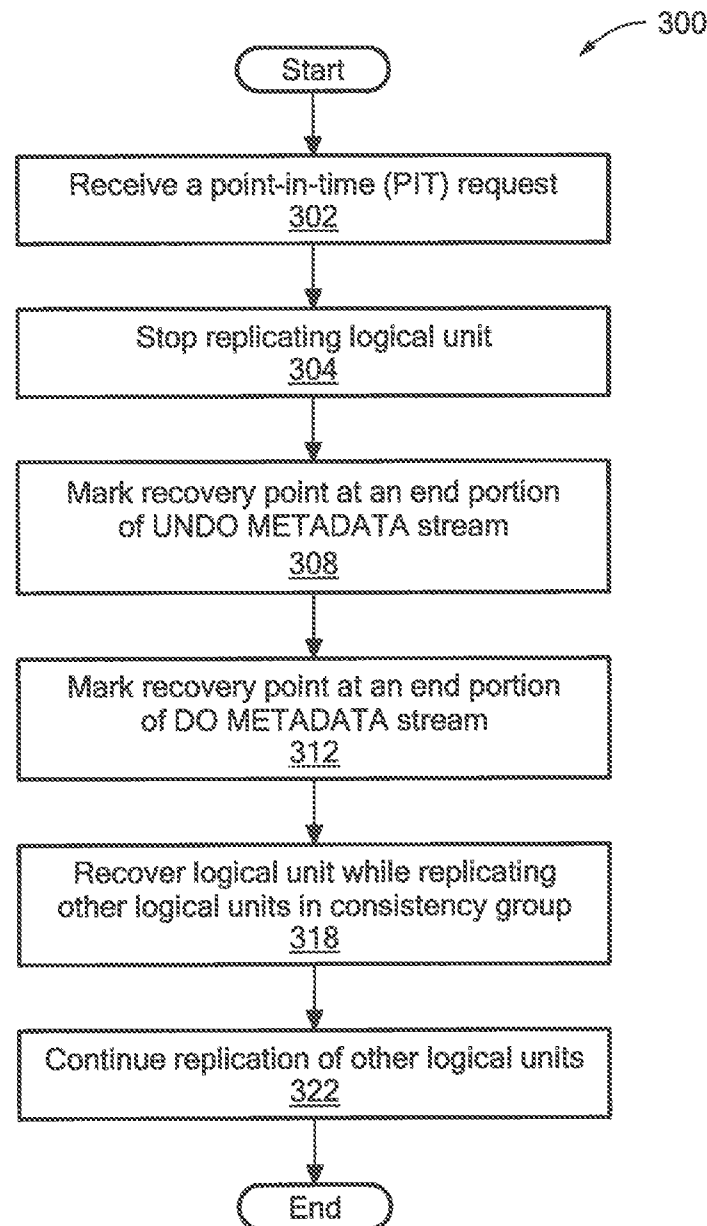 300
Start
Receive a point-in-time (PIT) request
302
Stop replicating logical unit
304
Mark recovery point at an end portion
of UNDO METADATA stream
308
Mark recovery point at an end portion
of DO METADATA stream
312
Recover logical unit while replicating
other logical units in consistency group
318
Continue replication of other logical units
322
End